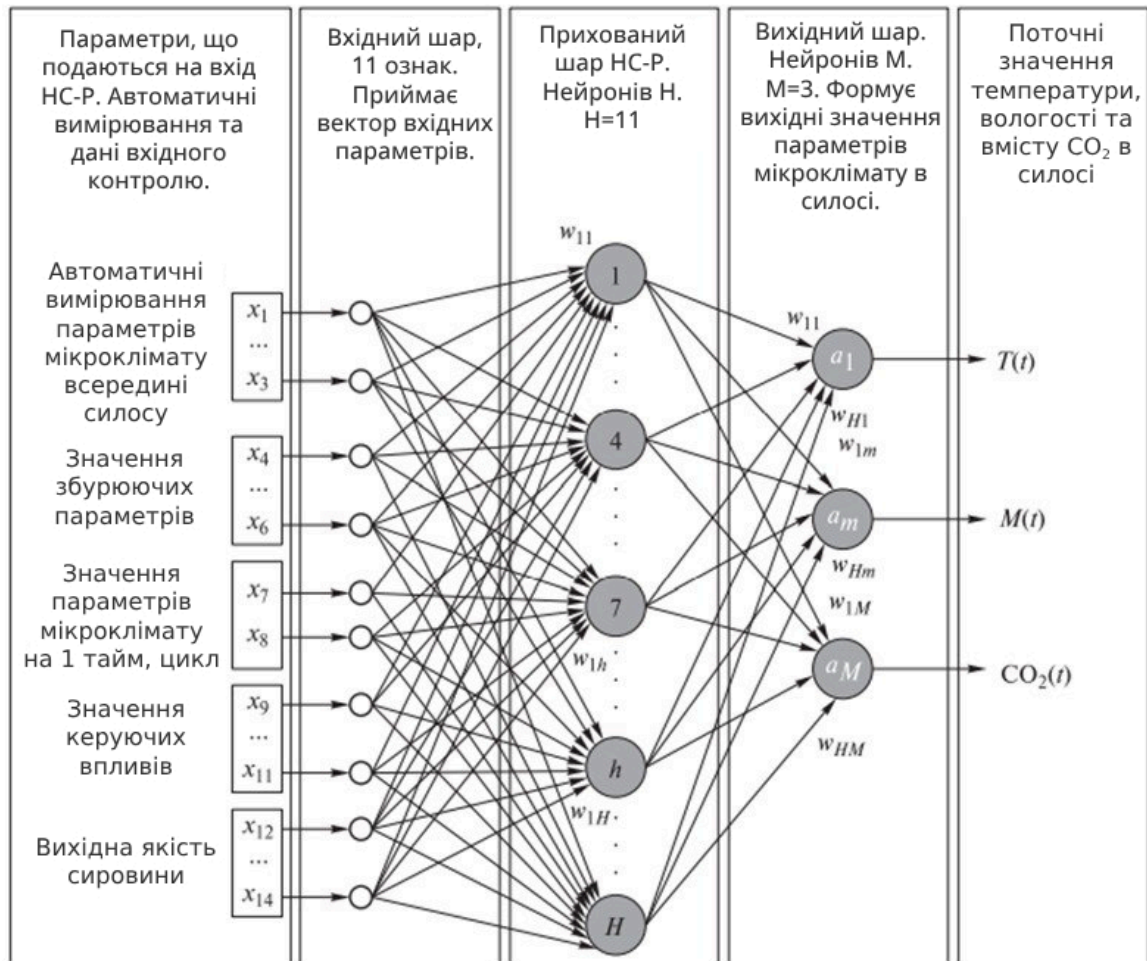 Параметри, що
подаються на вхід
НС-Р. Автоматичні
вимірювання та
дані вхідного
контролю.
Вхідний шар,
11 ознак.
Приймає
вектор вхідних
параметрів.
Прихований
шар НС-Р.
Нейронів H.
H=11
Вихідний шар.
Нейронів М.
М=3. Формує
вихідні значення
параметрів
мікроклімату в
силосі.
Поточні
значення
температури,
вологості та
вмісту CO₂ в
силосі
Автоматичні
вимірювання
параметрів
мікроклімату
всередині
силосу
x₁
...
x₃
Значення
збурюючих
параметрів
x₄
...
x₆
Значення
параметрів
мікроклімату
на 1 тайм, цикл
x₇
x₈
Значення
керуючих
впливів
x₉
...
x₁₁
Вихідна якість
сировини
x₁₂
...
x₁₄
w₁₁
1
4
7
w₁ₕ
h
w₁H
H
w₁₁
a₁
wH₁
w₁ₘ
aₘ
wHm
w₁M
aM
wHM
T(t)
M(t)
CO₂(t)